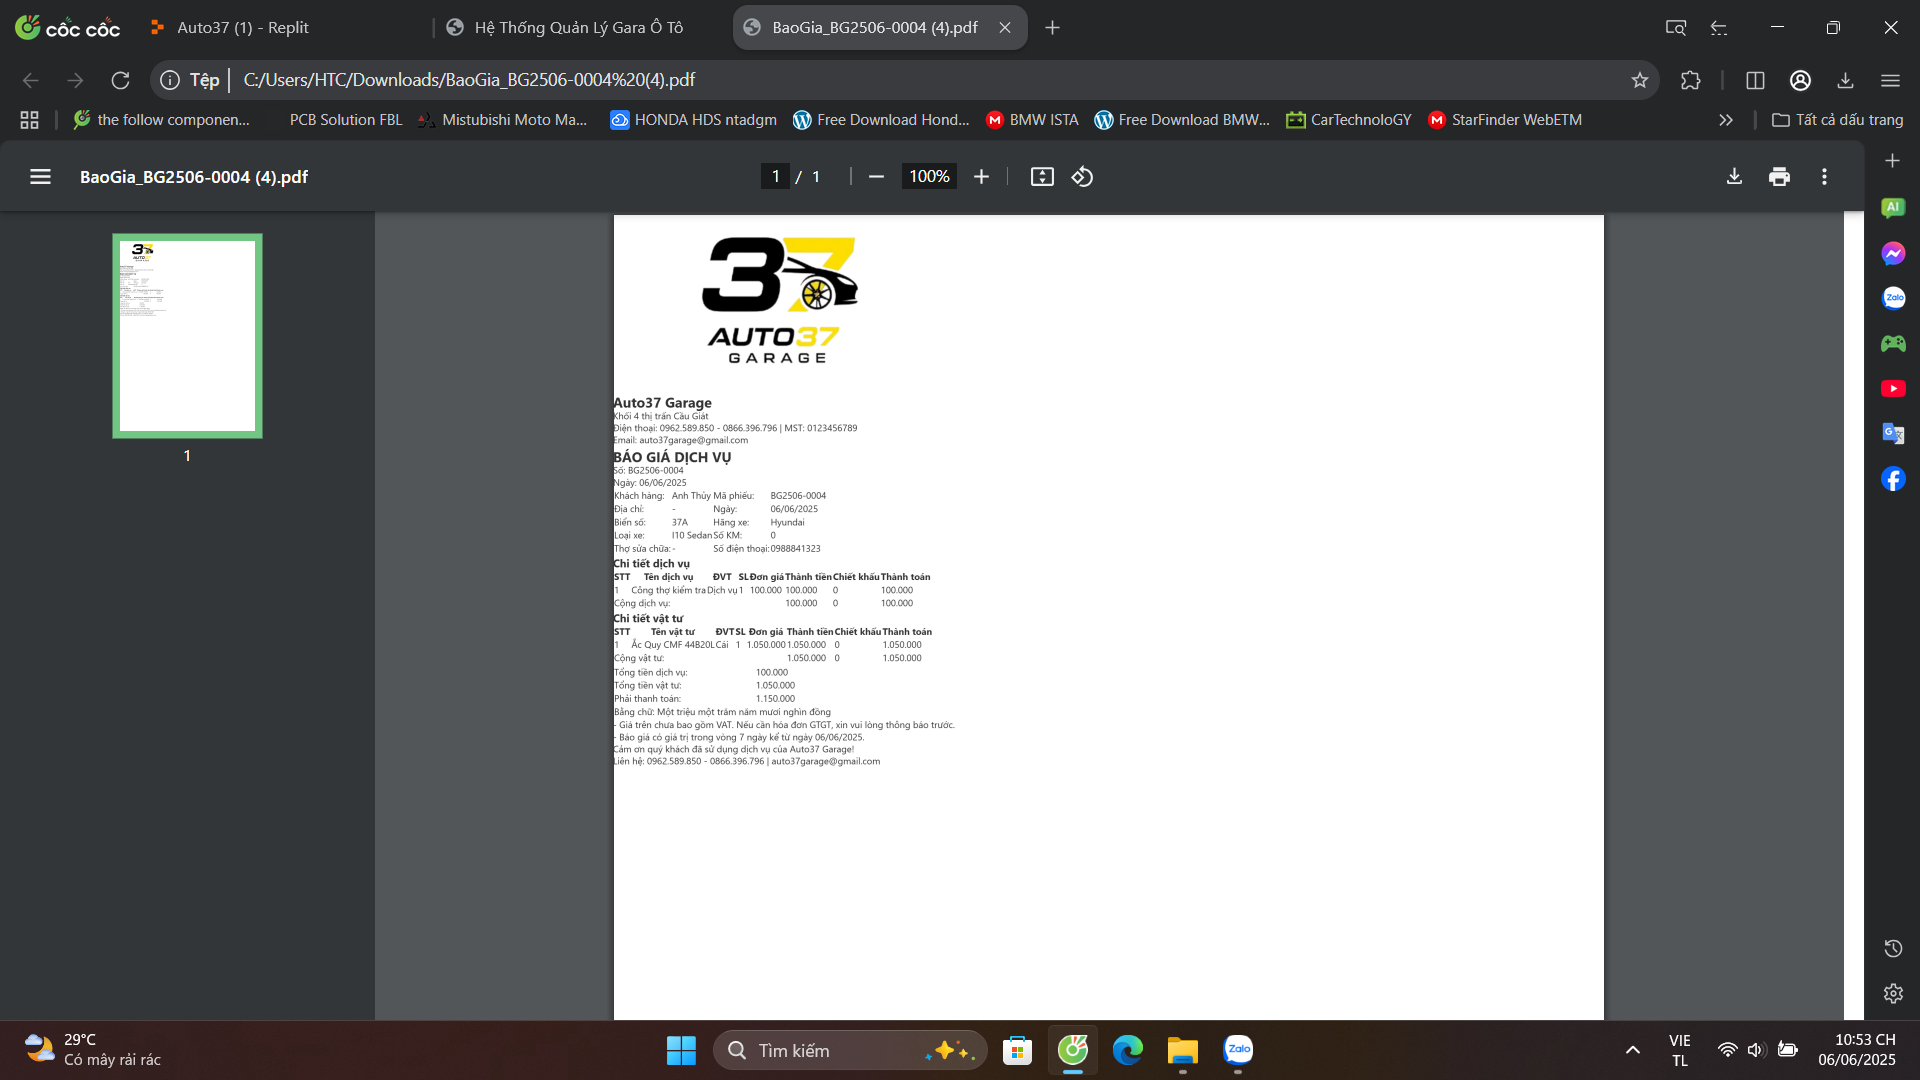 cốc cốc
Auto37 (1) - Replit
Hệ Thống Quản Lý Gara Ô Tô
BaoGia_BG2506-0004 (4).pdf
Tệp
C:/Users/HTC/Downloads/BaoGia_BG2506-0004%20(4).pdf
the follow componen...
PCB Solution FBL
Mistubishi Moto Ma...
HONDA HDS ntadgm
Free Download Hond...
BMW ISTA
Free Download BMW...
CarTechnoloGY
StarFinder WebETM
Tất cả dấu trang
BaoGia_BG2506-0004 (4).pdf
1 / 1
100%
1
37
AUTO37
GARAGE
Auto37 Garage
Khối 4 thị trấn Cầu Giát
Điện thoại: 0962.589.850 - 0866.396.796 | MST: 0123456789
Email: auto37garage@gmail.com
BÁO GIÁ DỊCH VỤ
Số: BG2506-0004
Ngày: 06/06/2025
Khách hàng: Anh Thủy Mã phiếu: BG2506-0004
Địa chỉ: - Ngày: 06/06/2025
Biển số: 37A Hãng xe: Hyundai
Loại xe: I10 Sedan Số KM: 0
Thợ sửa chữa: - Số điện thoại: 0988841323
Chi tiết dịch vụ
STT Tên dịch vụ ĐVT SL Đơn giá Thành tiền Chiết khấu Thành toán
1 Công thợ kiểm tra Dịch vụ 1 100.000 100.000 0 100.000
Cộng dịch vụ: 100.000 0 100.000
Chi tiết vật tư
STT Tên vật tư ĐVT SL Đơn giá Thành tiền Chiết khấu Thành toán
1 Ắc Quy CMF 44B20L Cái 1 1.050.000 1.050.000 0 1.050.000
Cộng vật tư: 1.050.000 0 1.050.000
Tổng tiền dịch vụ: 100.000
Tổng tiền vật tư: 1.050.000
Phải thanh toán: 1.150.000
Bằng chữ: Một triệu một trăm năm mươi nghìn đồng
- Giá trên chưa bao gồm VAT. Nếu cần hóa đơn GTGT, xin vui lòng thông báo trước.
- Báo giá có giá trị trong vòng 7 ngày kể từ ngày 06/06/2025.
Cảm ơn quý khách đã sử dụng dịch vụ của Auto37 Garage!
Liên hệ: 0962.589.850 - 0866.396.796 | auto37garage@gmail.com
AI
Zalo
29°C
Có mây rải rác
Tìm kiếm
Zalo
VIE
TL
10:53 CH
06/06/2025